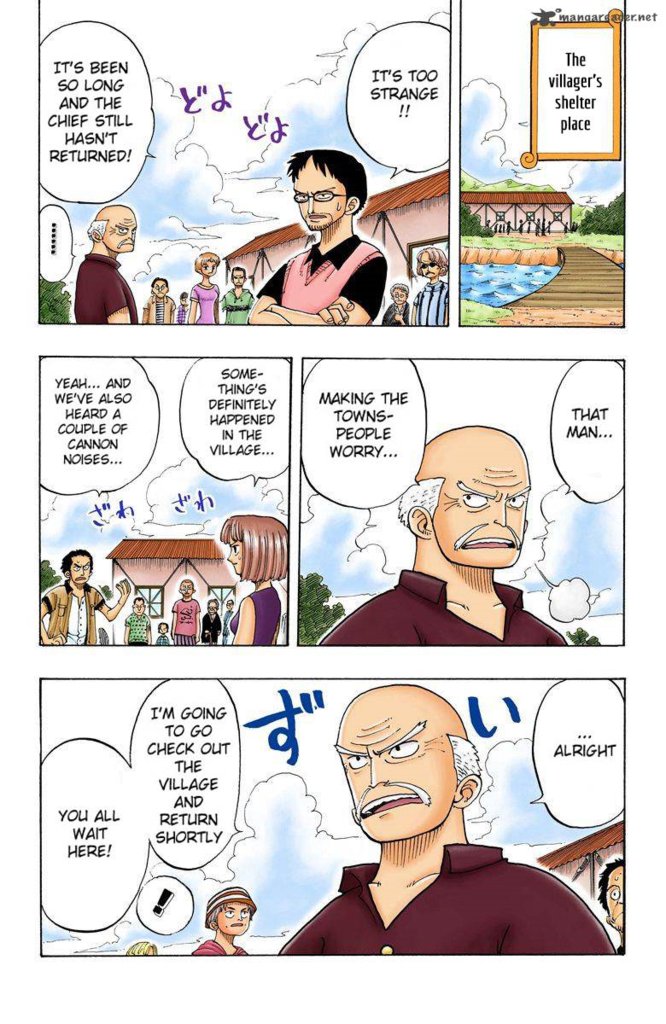 mangareader.net
The
villager's
shelter
place
IT'S TOO
STRANGE
!!
どよ
どよ
IT'S BEEN
SO LONG
AND THE
CHIEF STILL
HASN'T
RETURNED!
......
THAT
MAN...
MAKING THE
TOWNS-
PEOPLE
WORRY...
SOME-
THING'S
DEFINITELY
HAPPENED
IN THE
VILLAGE...
YEAH... AND
WE'VE ALSO
HEARD A
COUPLE OF
CANNON
NOISES...
ざわ
ざわ
...
ALRIGHT
ずい
I'M GOING
TO GO
CHECK OUT
THE
VILLAGE
AND
RETURN
SHORTLY
YOU ALL
WAIT
HERE!
!